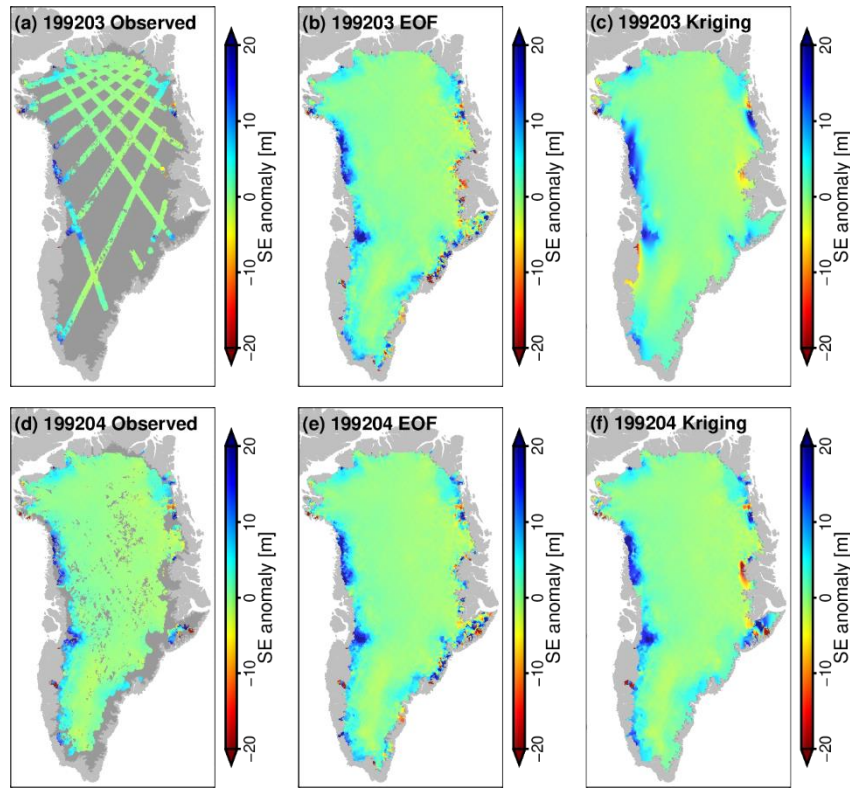 (a) 199203 Observed
20
10
0
−10
−20
SE anomaly [m]
(b) 199203 EOF
20
10
0
−10
−20
SE anomaly [m]
(c) 199203 Kriging
20
10
0
−10
−20
SE anomaly [m]
(d) 199204 Observed
20
10
0
−10
−20
SE anomaly [m]
(e) 199204 EOF
20
10
0
−10
−20
SE anomaly [m]
(f) 199204 Kriging
20
10
0
−10
−20
SE anomaly [m]